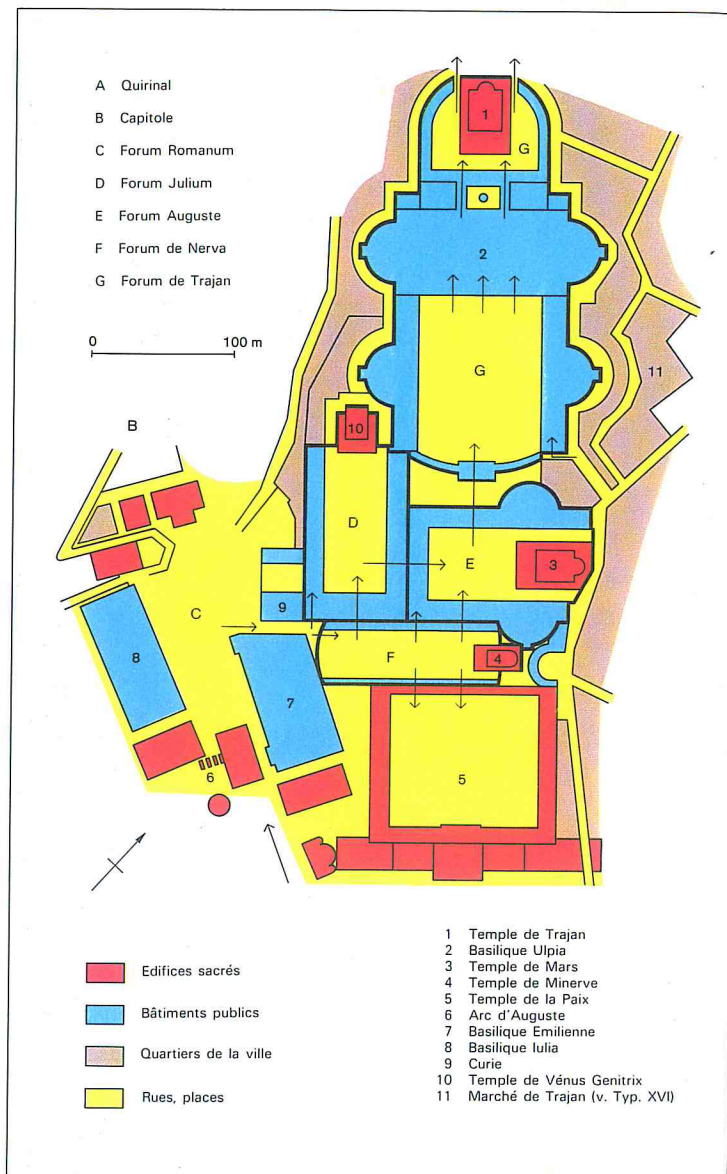 A Quirinal
B Capitole
C Forum Romanum
D Forum Julium
E Forum Auguste
F Forum de Nerva
G Forum de Trajan
0 100 m
1
G
2
G
11
B
10
D
E
3
9
C
F
4
8
7
6
5
Edifices sacrés
Bâtiments publics
Quartiers de la ville
Rues, places
1 Temple de Trajan
2 Basilique Ulpia
3 Temple de Mars
4 Temple de Minerve
5 Temple de la Paix
6 Arc d'Auguste
7 Basilique Emilienne
8 Basilique Iulia
9 Curie
10 Temple de Vénus Genitrix
11 Marché de Trajan (v. Typ. XVI)